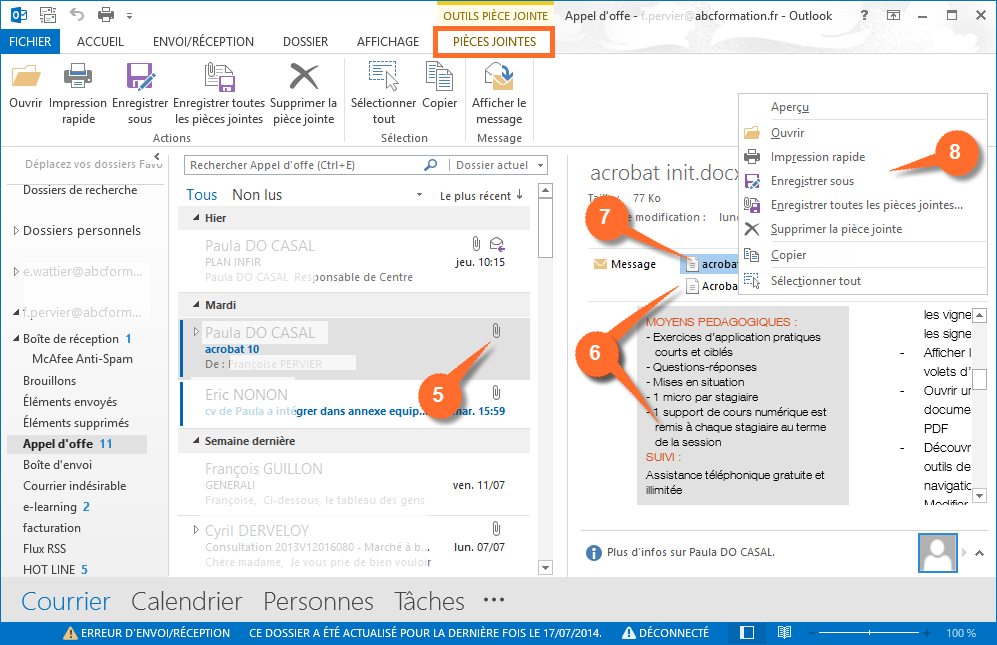 OUTILS PIÈCE JOINTE
Appel d'offe - f.pervier@abcformation.fr - Outlook
?
FICHIER
ACCUEIL
ENVOI/RÉCEPTION
DOSSIER
AFFICHAGE
PIÈCES JOINTES
Ouvrir
Impression rapide
Enregistrer sous
Enregistrer toutes les pièces jointes
Supprimer la pièce jointe
Sélectionner tout
Copier
Afficher le message
Actions
Sélection
Message
Déplacez vos dossiers Favo
Dossiers de recherche
Dossiers personnels
e.wattier@abcform...
f.pervier@abcform...
Boîte de réception 1
McAfee Anti-Spam
Brouillons
Éléments envoyés
Éléments supprimés
Appel d'offe 11
Boîte d'envoi
Courrier indésirable
e-learning 2
facturation
Flux RSS
HOT LINE 5
Rechercher Appel d'offe (Ctrl+E)
Dossier actuel
Tous
Non lus
Le plus récent
Hier
Paula DO CASAL
PLAN INFIR
jeu. 10:15
Paula DO CASAL Responsable de Centre
Mardi
Paula DO CASAL
acrobat 10
De : Françoise PERVIER
5
Eric NONON
cv de Paula a intégrer dans annexe equip...
mar. 15:59
Semaine dernière
François GUILLON
GENERALI
ven. 11/07
Françoise, Ci-dessous, le tableau des gens
Cyril DERVELOY
Consultation 2013V12016080 - Marché à b...
lun. 07/07
Chère madame, Je vous prie de bien vouloir
acrobat init.docx
77 Ko
modification :
7
Message
acrobat
Acroba
6
Aperçu
Ouvrir
Impression rapide
Enregistrer sous
Enregistrer toutes les pièces jointes...
Supprimer la pièce jointe
Copier
Sélectionner tout
8
MOYENS PEDAGOGIQUES :
- Exercices d'application pratiques
courts et ciblés
- Questions-réponses
- Mises en situation
- 1 micro par stagiaire
- 1 support de cours numérique est
remis à chaque stagiaire au terme
de la session
SUIVI :
Assistance téléphonique gratuite et
illimitée
les vigne
les signe
- Afficher l
volets d'
- Ouvrir un
docume
PDF
- Découvr
outils de
navigatio
Modifier
Plus d'infos sur Paula DO CASAL.
Courrier
Calendrier
Personnes
Tâches
...
ERREUR D'ENVOI/RÉCEPTION
CE DOSSIER A ÉTÉ ACTUALISÉ POUR LA DERNIÈRE FOIS LE 17/07/2014.
DÉCONNECTÉ
100 %